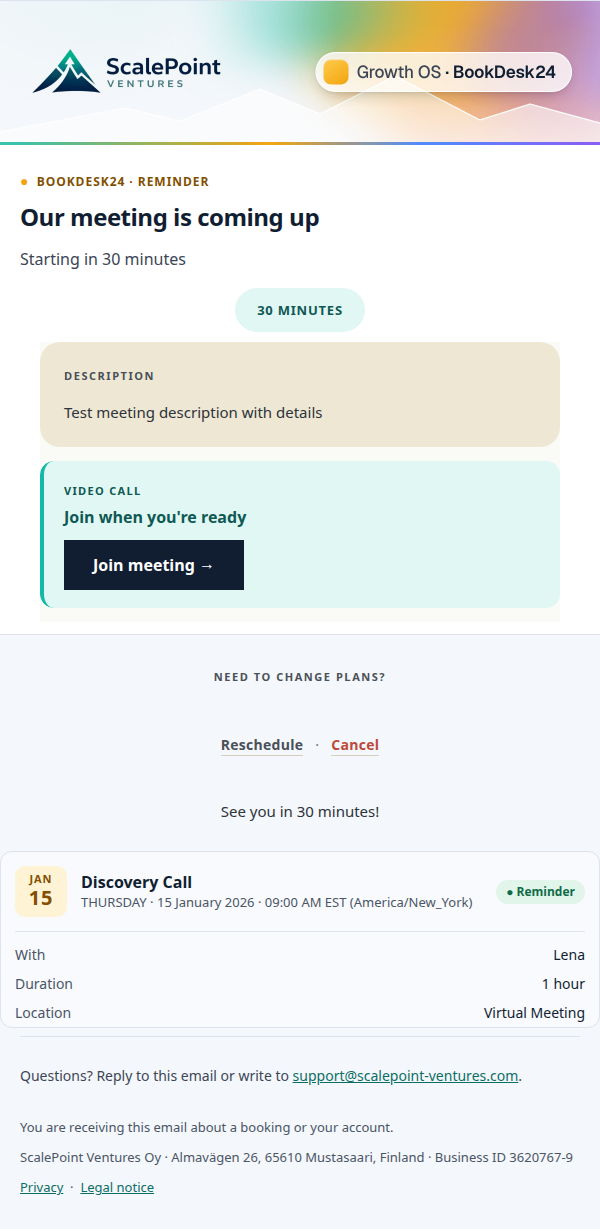 ScalePoint
VENTURES
Growth OS · BookDesk24
BOOKDESK24 · REMINDER
Our meeting is coming up
Starting in 30 minutes
30 MINUTES
DESCRIPTION
Test meeting description with details
VIDEO CALL
Join when you're ready
Join meeting →
NEED TO CHANGE PLANS?
Reschedule · Cancel
See you in 30 minutes!
JAN
15
Discovery Call
THURSDAY · 15 January 2026 · 09:00 AM EST (America/New_York)
● Reminder
With Lena
Duration 1 hour
Location Virtual Meeting
Questions? Reply to this email or write to support@scalepoint-ventures.com.
You are receiving this email about a booking or your account.
ScalePoint Ventures Oy · Almavägen 26, 65610 Mustasaari, Finland · Business ID 3620767-9
Privacy · Legal notice